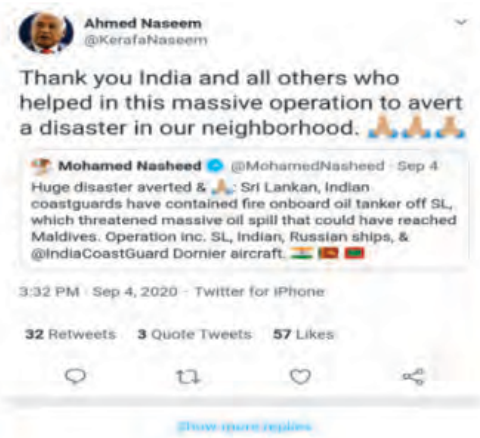 Ahmed Naseem
@KerafaNaseem
Thank you India and all others who
helped in this massive operation to avert
a disaster in our neighborhood. 🙏🏼🙏🏼🙏🏼
Mohamed Nasheed @MohamedNasheed · Sep 4
Huge disaster averted & 🙏🏼: Sri Lankan, Indian
coastguards have contained fire onboard oil tanker off SL,
which threatened massive oil spill that could have reached
Maldives. Operation inc. SL, Indian, Russian ships, &
@IndiaCoastGuard Dornier aircraft. 🇮🇳 🇱🇰 🇲🇻
3:32 PM · Sep 4, 2020 · Twitter for iPhone
32 Retweets 3 Quote Tweets 57 Likes
Show more replies